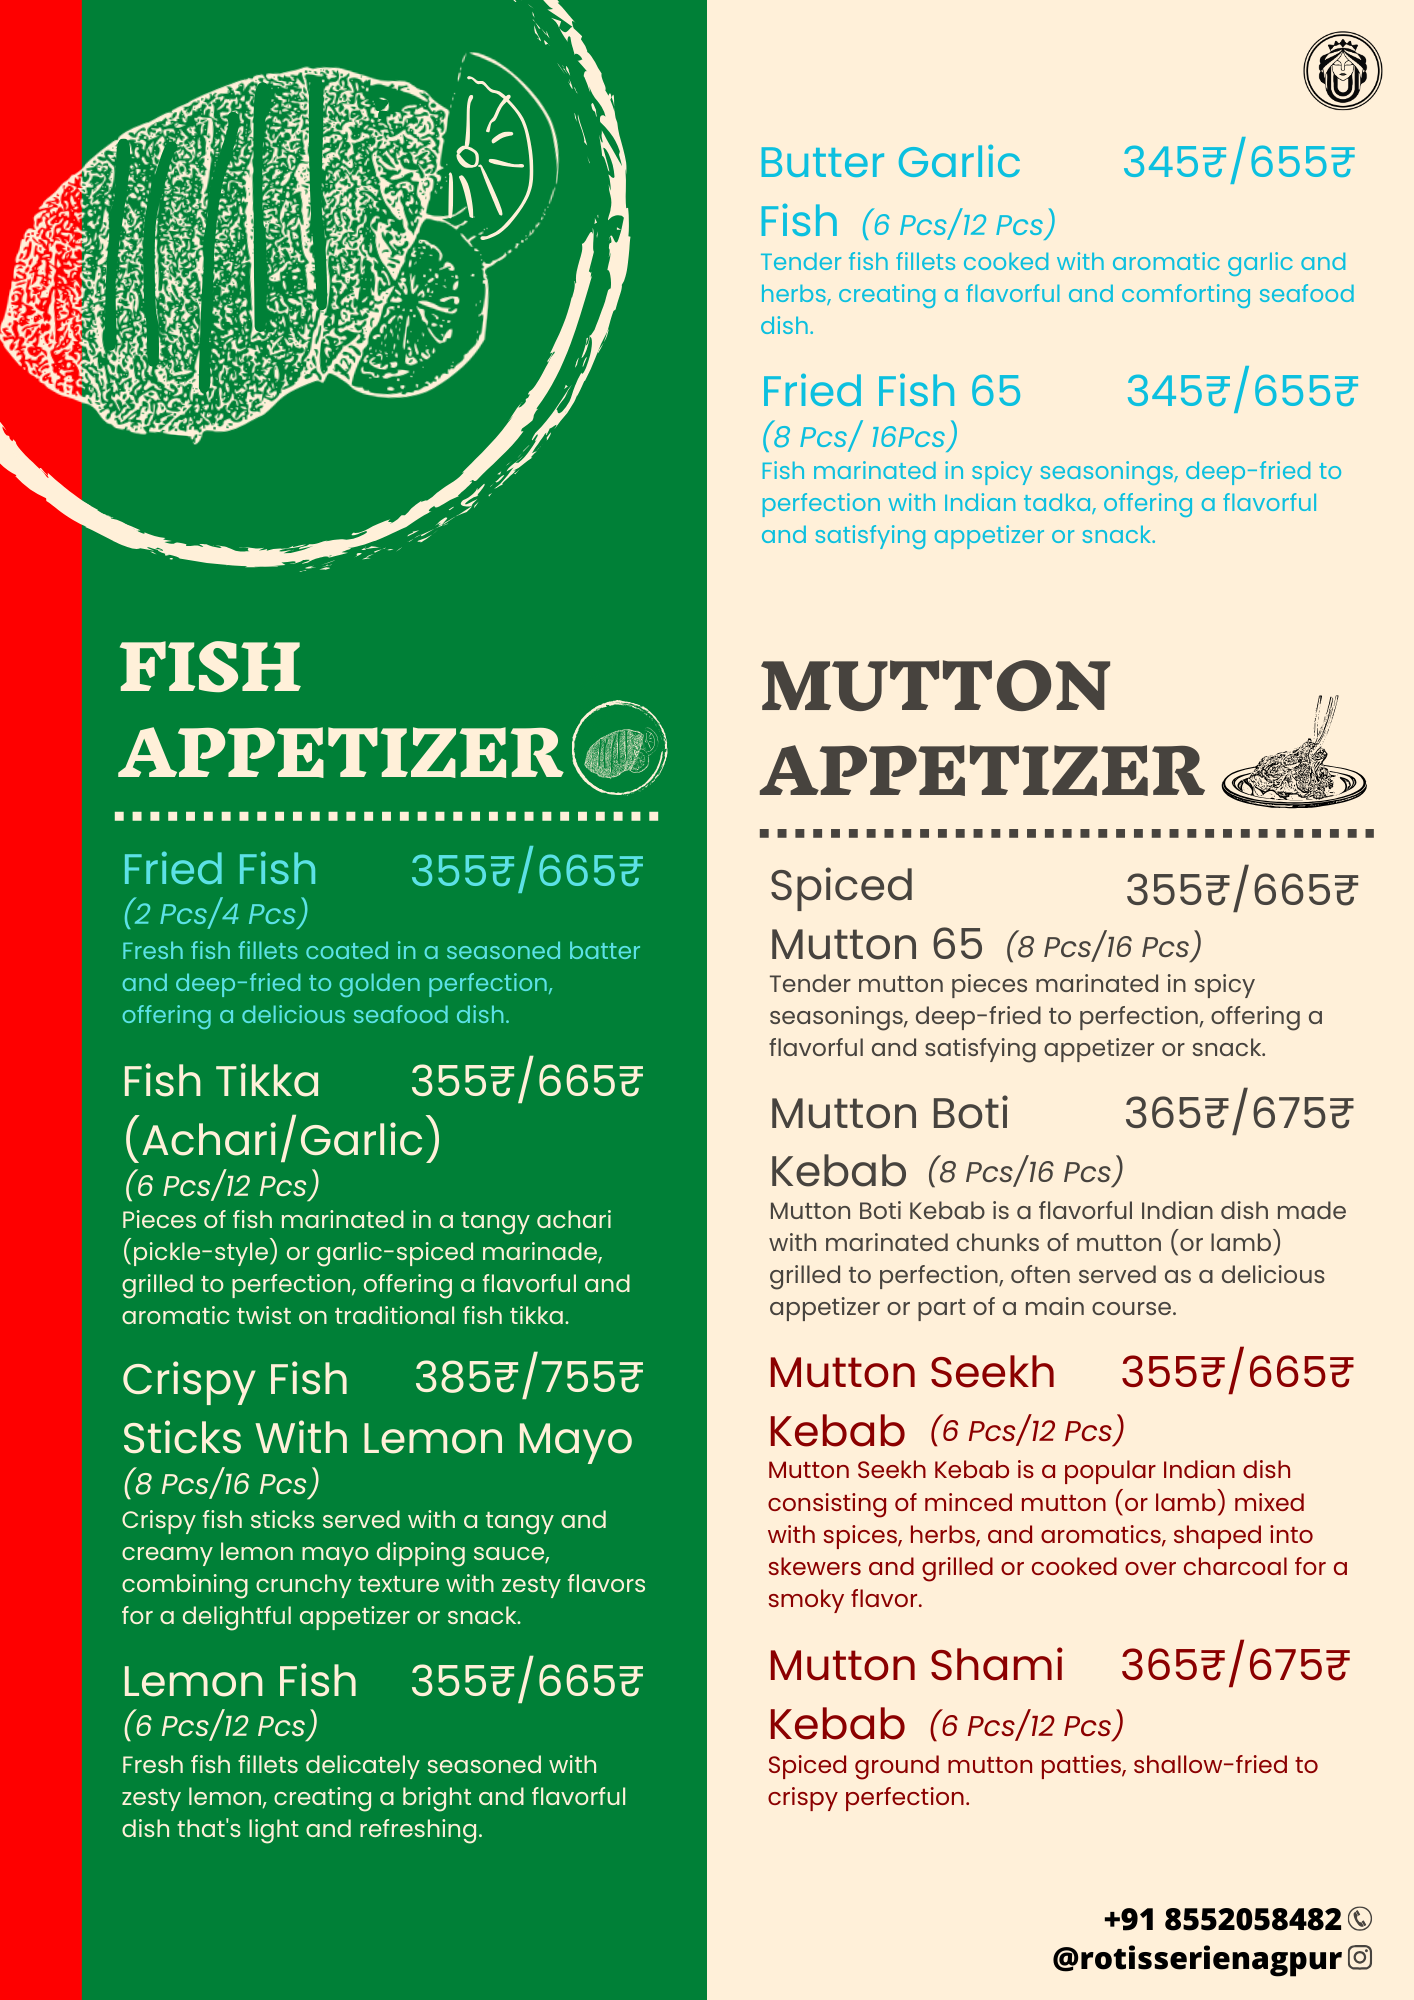 FISH
APPETIZER
Fried Fish 355₹/665₹
(2 Pcs/4 Pcs)
Fresh fish fillets coated in a seasoned batter
and deep-fried to golden perfection,
offering a delicious seafood dish.
Fish Tikka 355₹/665₹
(Achari/Garlic)
(6 Pcs/12 Pcs)
Pieces of fish marinated in a tangy achari
(pickle-style) or garlic-spiced marinade,
grilled to perfection, offering a flavorful and
aromatic twist on traditional fish tikka.
Crispy Fish 385₹/755₹
Sticks With Lemon Mayo
(8 Pcs/16 Pcs)
Crispy fish sticks served with a tangy and
creamy lemon mayo dipping sauce,
combining crunchy texture with zesty flavors
for a delightful appetizer or snack.
Lemon Fish 355₹/665₹
(6 Pcs/12 Pcs)
Fresh fish fillets delicately seasoned with
zesty lemon, creating a bright and flavorful
dish that's light and refreshing.
Butter Garlic 345₹/655₹
Fish (6 Pcs/12 Pcs)
Tender fish fillets cooked with aromatic garlic and
herbs, creating a flavorful and comforting seafood
dish.
Fried Fish 65 345₹/655₹
(8 Pcs/ 16Pcs)
Fish marinated in spicy seasonings, deep-fried to
perfection with Indian tadka, offering a flavorful
and satisfying appetizer or snack.
MUTTON
APPETIZER
Spiced 355₹/665₹
Mutton 65 (8 Pcs/16 Pcs)
Tender mutton pieces marinated in spicy
seasonings, deep-fried to perfection, offering a
flavorful and satisfying appetizer or snack.
Mutton Boti 365₹/675₹
Kebab (8 Pcs/16 Pcs)
Mutton Boti Kebab is a flavorful Indian dish made
with marinated chunks of mutton (or lamb)
grilled to perfection, often served as a delicious
appetizer or part of a main course.
Mutton Seekh 355₹/665₹
Kebab (6 Pcs/12 Pcs)
Mutton Seekh Kebab is a popular Indian dish
consisting of minced mutton (or lamb) mixed
with spices, herbs, and aromatics, shaped into
skewers and grilled or cooked over charcoal for a
smoky flavor.
Mutton Shami 365₹/675₹
Kebab (6 Pcs/12 Pcs)
Spiced ground mutton patties, shallow-fried to
crispy perfection.
+91 8552058482
@rotisserienagpur